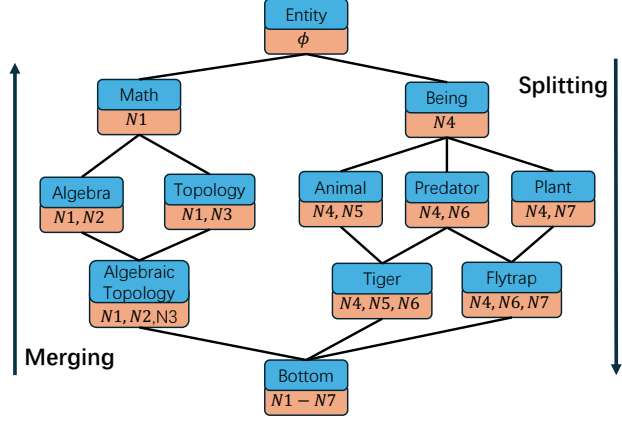 Entity
ϕ
Math
N1
Being
N4
Splitting
Algebra
N1, N2
Topology
N1, N3
Animal
N4, N5
Predator
N4, N6
Plant
N4, N7
Algebraic
Topology
N1, N2,N3
Tiger
N4, N5, N6
Flytrap
N4, N6, N7
Merging
Bottom
N1 − N7